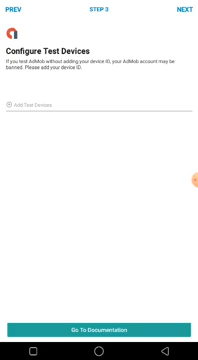 PREV STEP 3 NEXT
Configure Test Devices
If you test AdMob without adding your device ID, your AdMob account may be
banned. Please add your device ID.
Add Test Devices
Go To Documentation